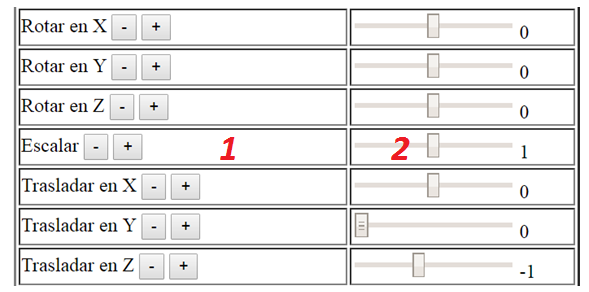 Rotar en X - + 0
Rotar en Y - + 0
Rotar en Z - + 0
Escalar - + 1 2 1
Trasladar en X - + 0
Trasladar en Y - + 0
Trasladar en Z - + -1